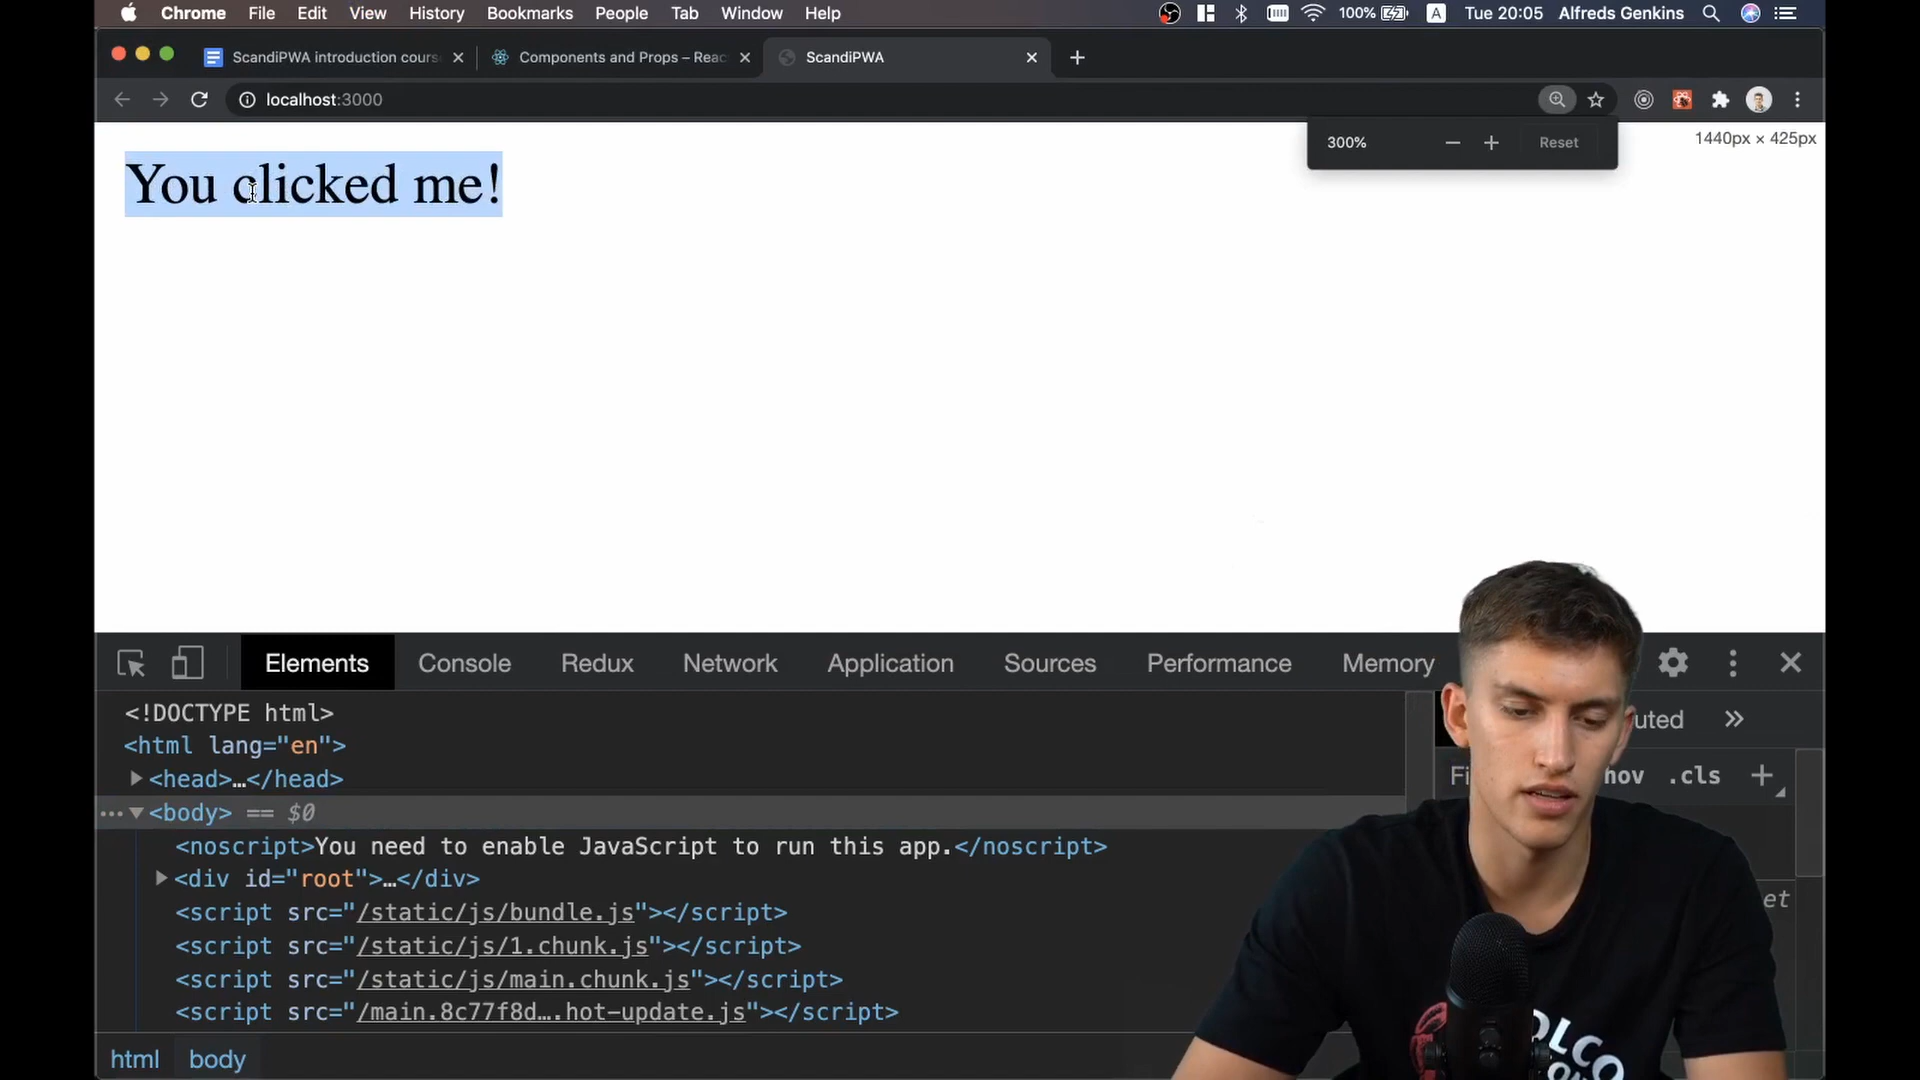 Chrome File Edit View History Bookmarks People Tab Window Help 100% A Tue 20:05 Alfreds Genkins
ScandiPWA introduction cours Components and Props – Reac ScandiPWA
localhost:3000
300% Reset 1440px × 425px
You clicked me!
Elements Console Redux Network Application Sources Performance Memory
<!DOCTYPE html>
<html lang="en">
<head>…</head>
… <body> == $0
<noscript>You need to enable JavaScript to run this app.</noscript>
<div id="root">…</div>
<script src="/static/js/bundle.js"></script>
<script src="/static/js/1.chunk.js"></script>
<script src="/static/js/main.chunk.js"></script>
<script src="/main.8c77f8d….hot-update.js"></script>
html body
uted
Fi hov .cls
et
OLCO